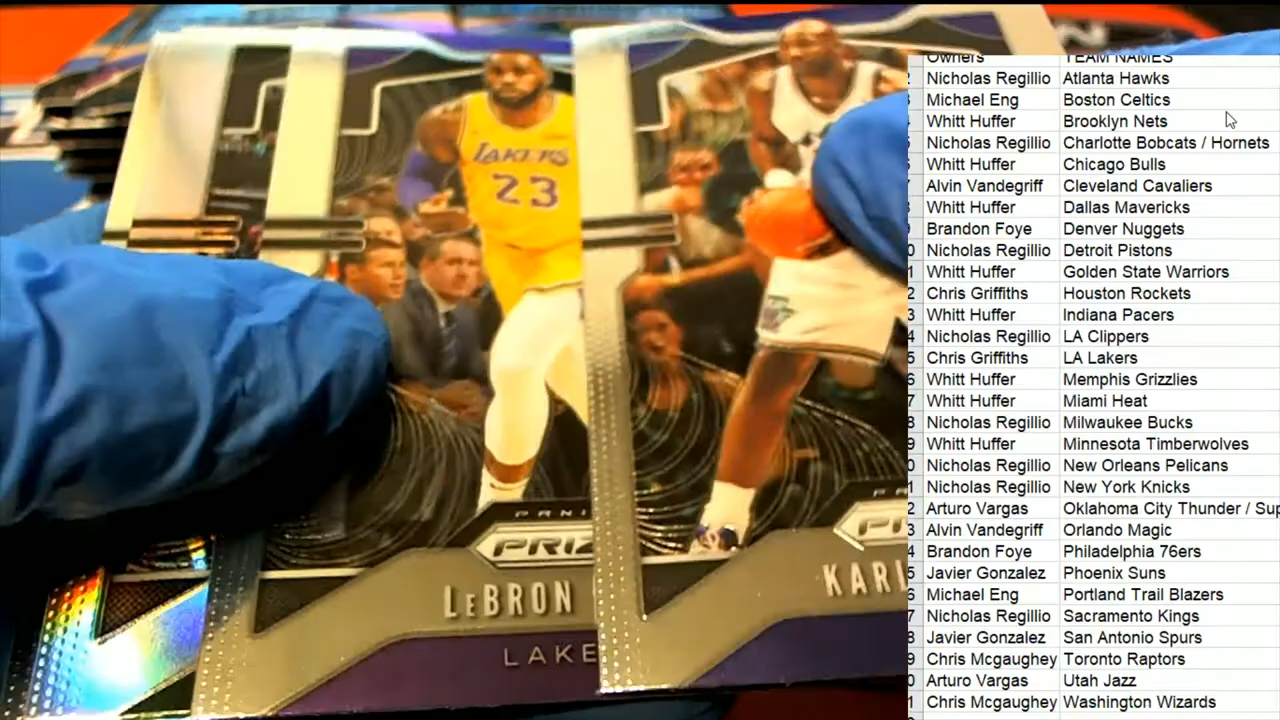 LAKERS
23
PANI
PRIZ
LEBRON
LAKE
PA
PR
KARL
Owners TEAM NAMES
Nicholas Regillio Atlanta Hawks
Michael Eng Boston Celtics
Whitt Huffer Brooklyn Nets
Nicholas Regillio Charlotte Bobcats / Hornets
Whitt Huffer Chicago Bulls
Alvin Vandegriff Cleveland Cavaliers
Whitt Huffer Dallas Mavericks
Brandon Foye Denver Nuggets
Nicholas Regillio Detroit Pistons
Whitt Huffer Golden State Warriors
Chris Griffiths Houston Rockets
Whitt Huffer Indiana Pacers
Nicholas Regillio LA Clippers
Chris Griffiths LA Lakers
Whitt Huffer Memphis Grizzlies
Whitt Huffer Miami Heat
Nicholas Regillio Milwaukee Bucks
Whitt Huffer Minnesota Timberwolves
Nicholas Regillio New Orleans Pelicans
Nicholas Regillio New York Knicks
Arturo Vargas Oklahoma City Thunder / Sup
Alvin Vandegriff Orlando Magic
Brandon Foye Philadelphia 76ers
Javier Gonzalez Phoenix Suns
Michael Eng Portland Trail Blazers
Nicholas Regillio Sacramento Kings
Javier Gonzalez San Antonio Spurs
Chris Mcgaughey Toronto Raptors
Arturo Vargas Utah Jazz
Chris Mcgaughey Washington Wizards